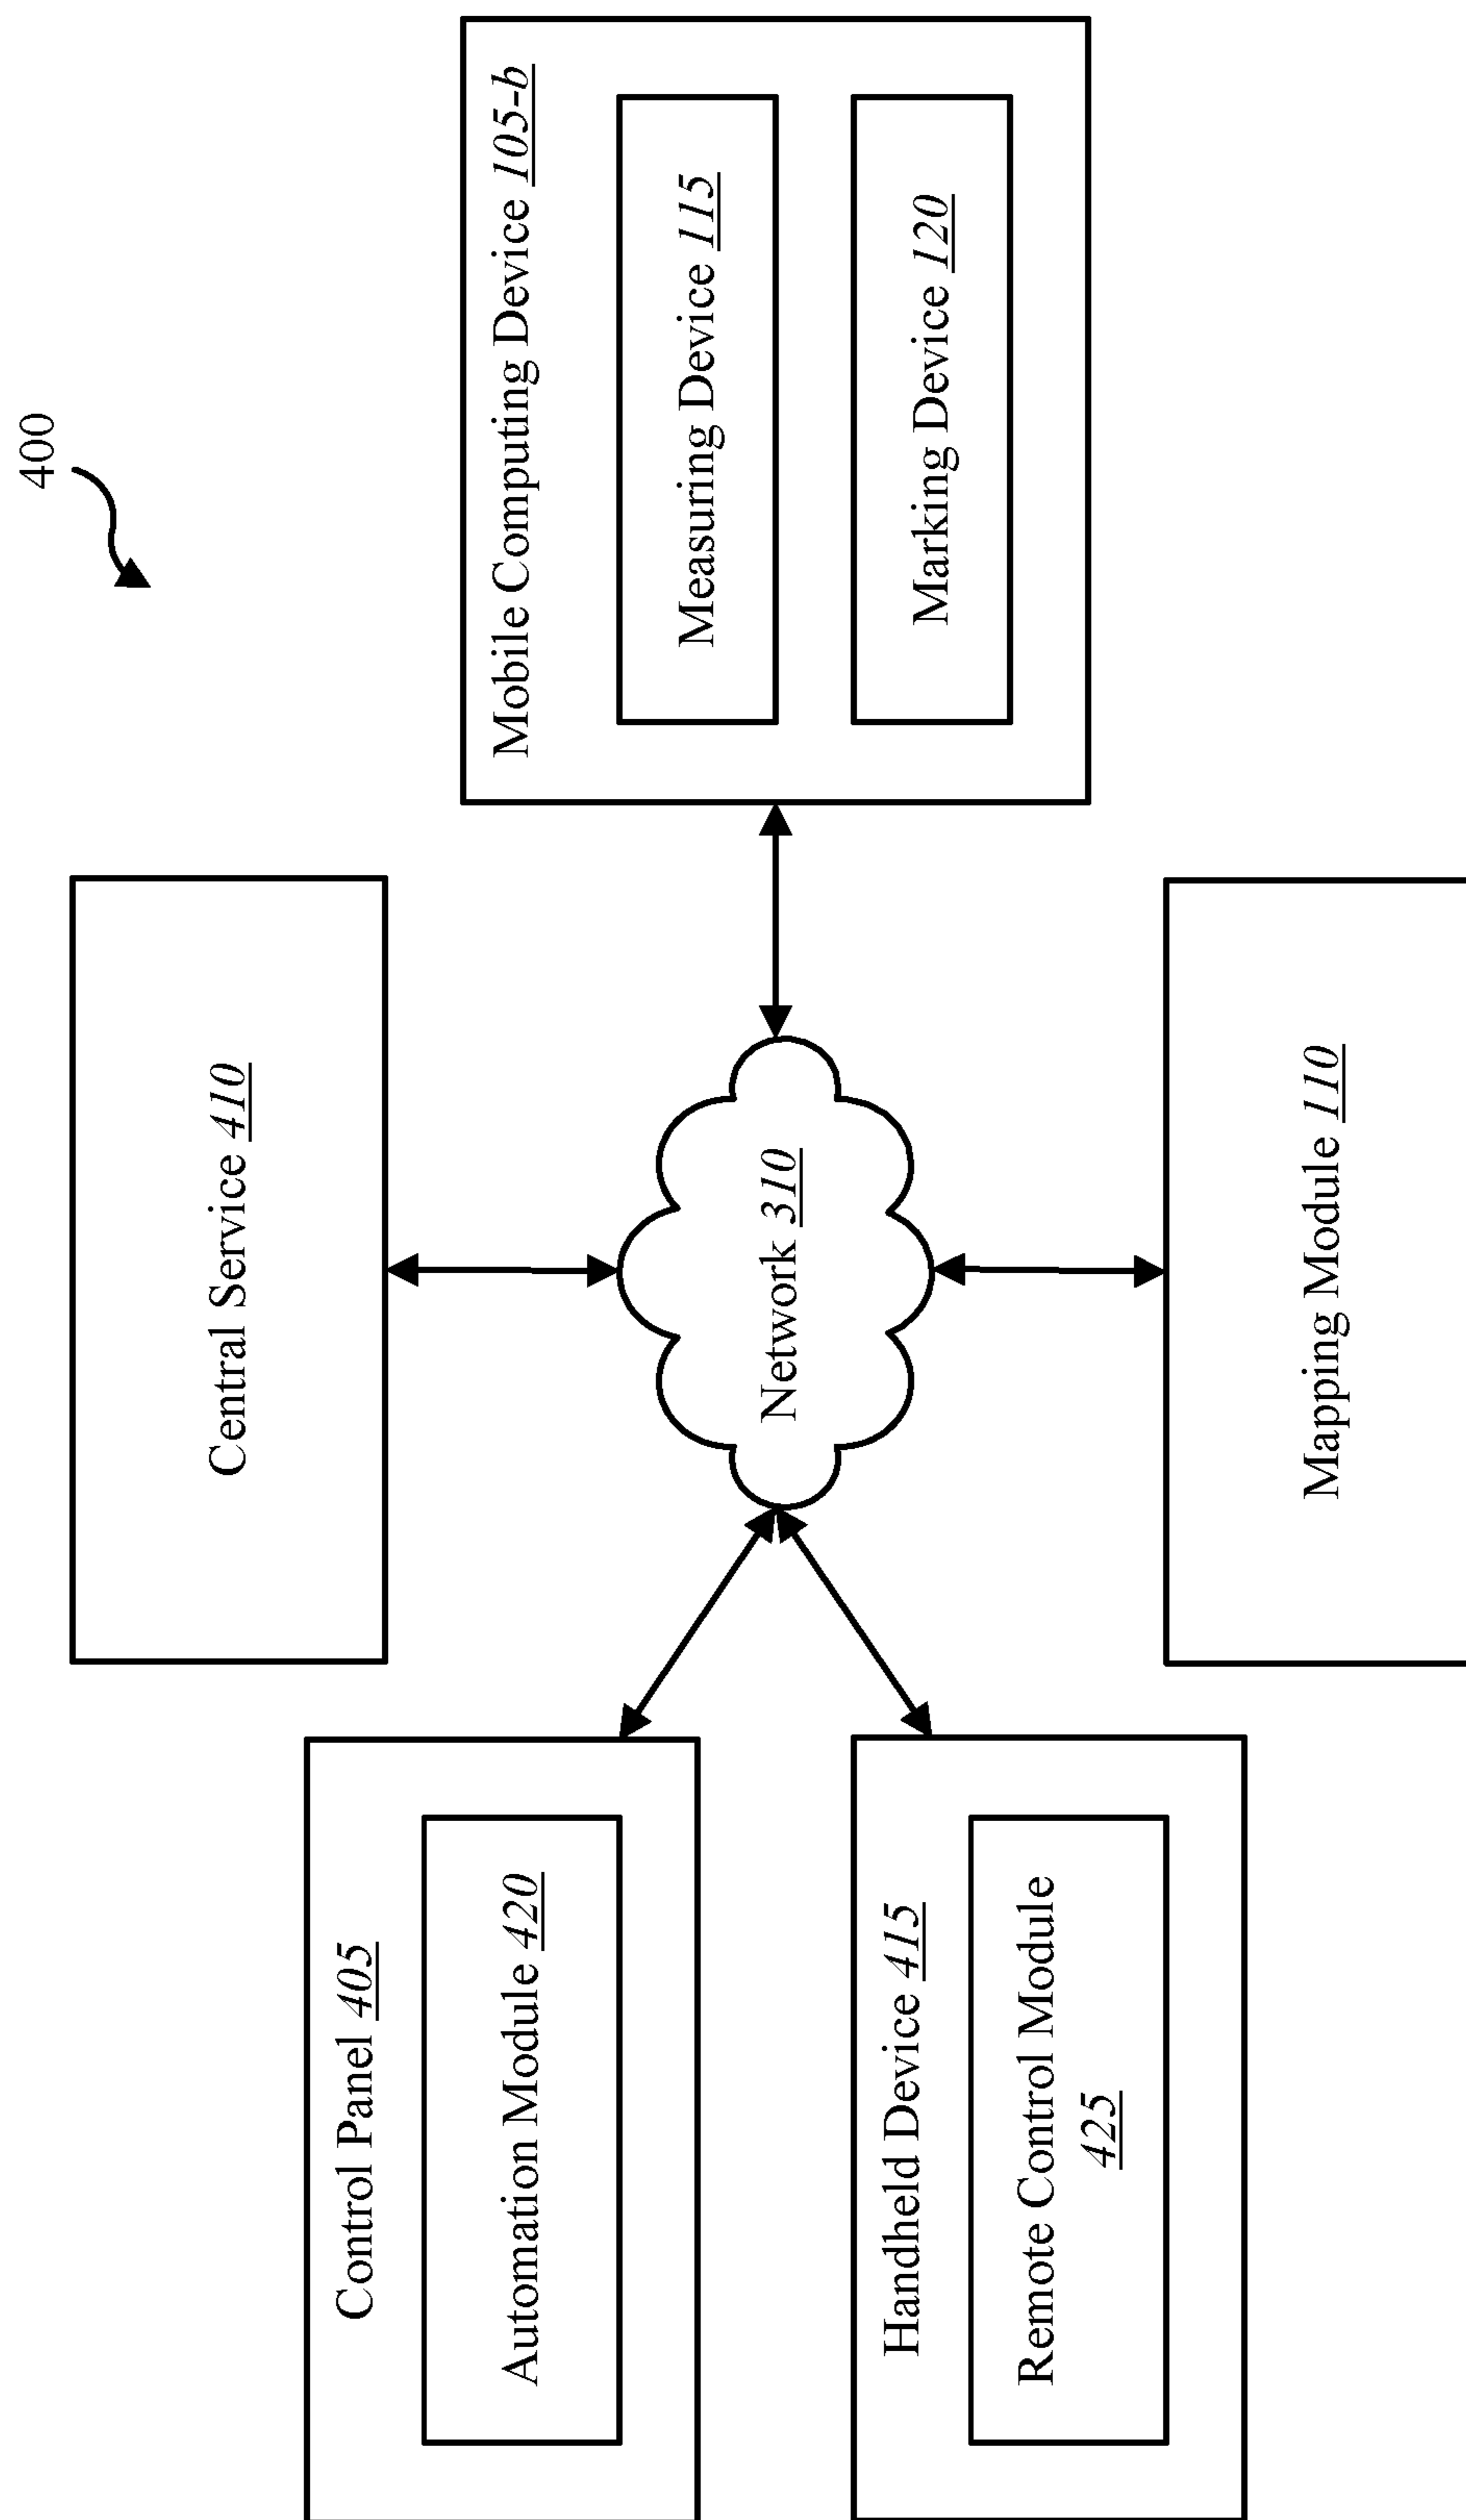 400
Central Service 410
Control Panel 405
Automation Module 420
Mobile Computing Device 105-b
Measuring Device 115
Marking Device 120
Network 310
Handheld Device 415
Remote Control Module
425
Mapping Module 110